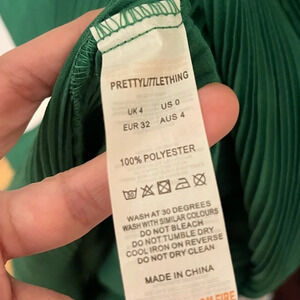 PRETTYLITTLETHING
UK 4 US 0
EUR 32 AUS 4
100% POLYESTER
WASH AT 30 DEGREES
WASH WITH SIMILAR COLOURS
DO NOT BLEACH
DO NOT TUMBLE DRY
COOL IRON ON REVERSE
DO NOT DRY CLEAN
MADE IN CHINA
FIRE